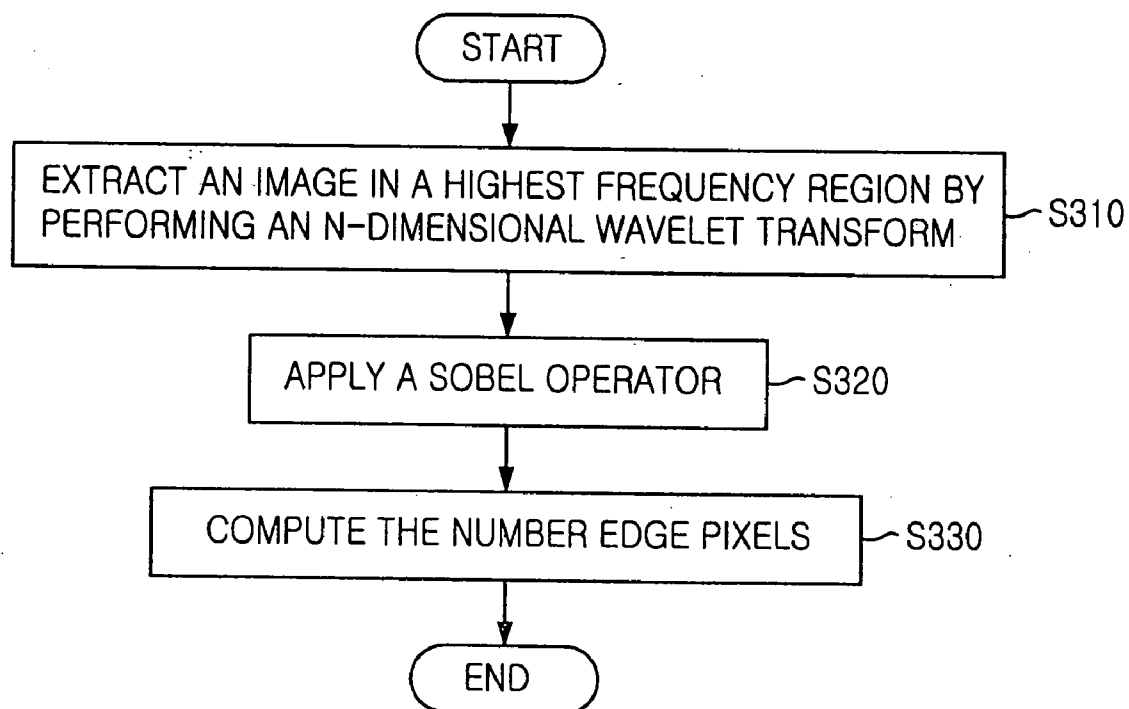 START
EXTRACT AN IMAGE IN A HIGHEST FREQUENCY REGION BY
PERFORMING AN N-DIMENSIONAL WAVELET TRANSFORM
S310
APPLY A SOBEL OPERATOR
S320
COMPUTE THE NUMBER EDGE PIXELS
S330
END